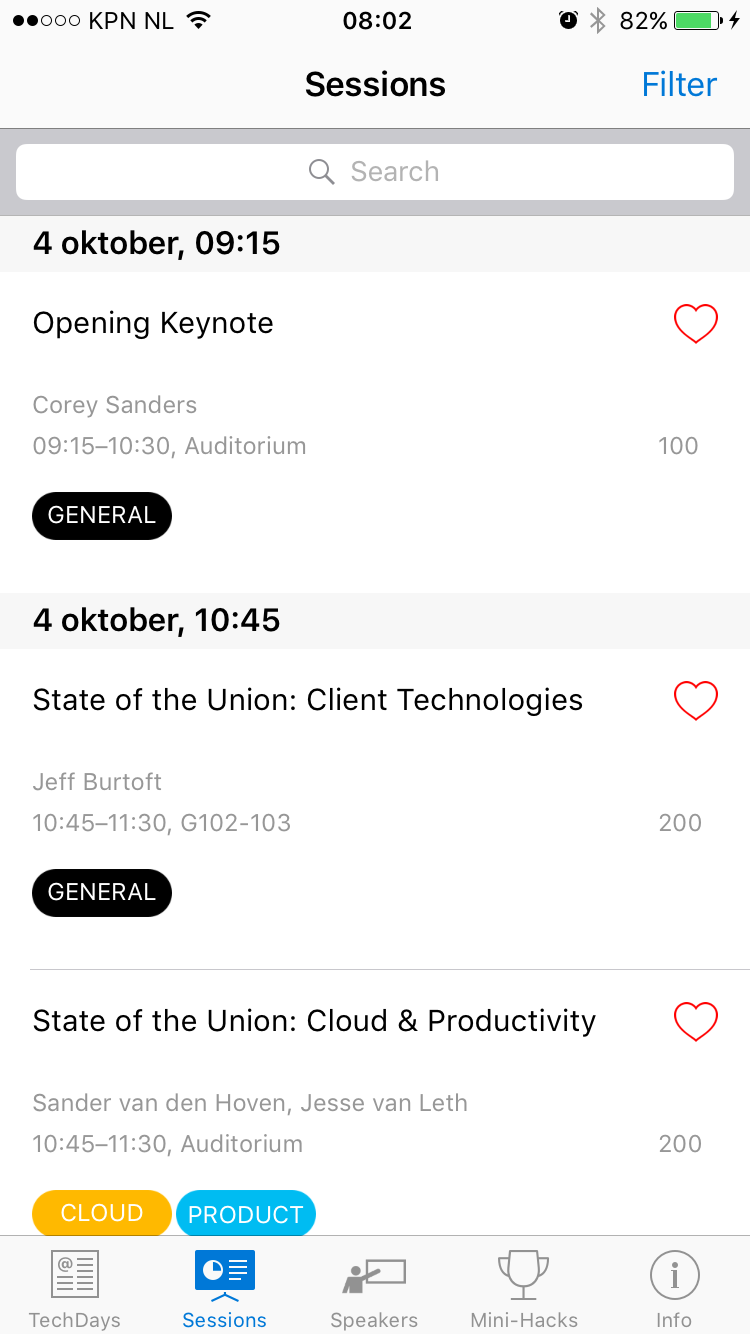 KPN NL 08:02 82%
Sessions Filter
Search
4 oktober, 09:15
Opening Keynote
Corey Sanders
09:15–10:30, Auditorium 100
GENERAL
4 oktober, 10:45
State of the Union: Client Technologies
Jeff Burtoft
10:45–11:30, G102-103 200
GENERAL
State of the Union: Cloud & Productivity
Sander van den Hoven, Jesse van Leth
10:45–11:30, Auditorium 200
CLOUD PRODUCT
TechDays Sessions Speakers Mini-Hacks Info